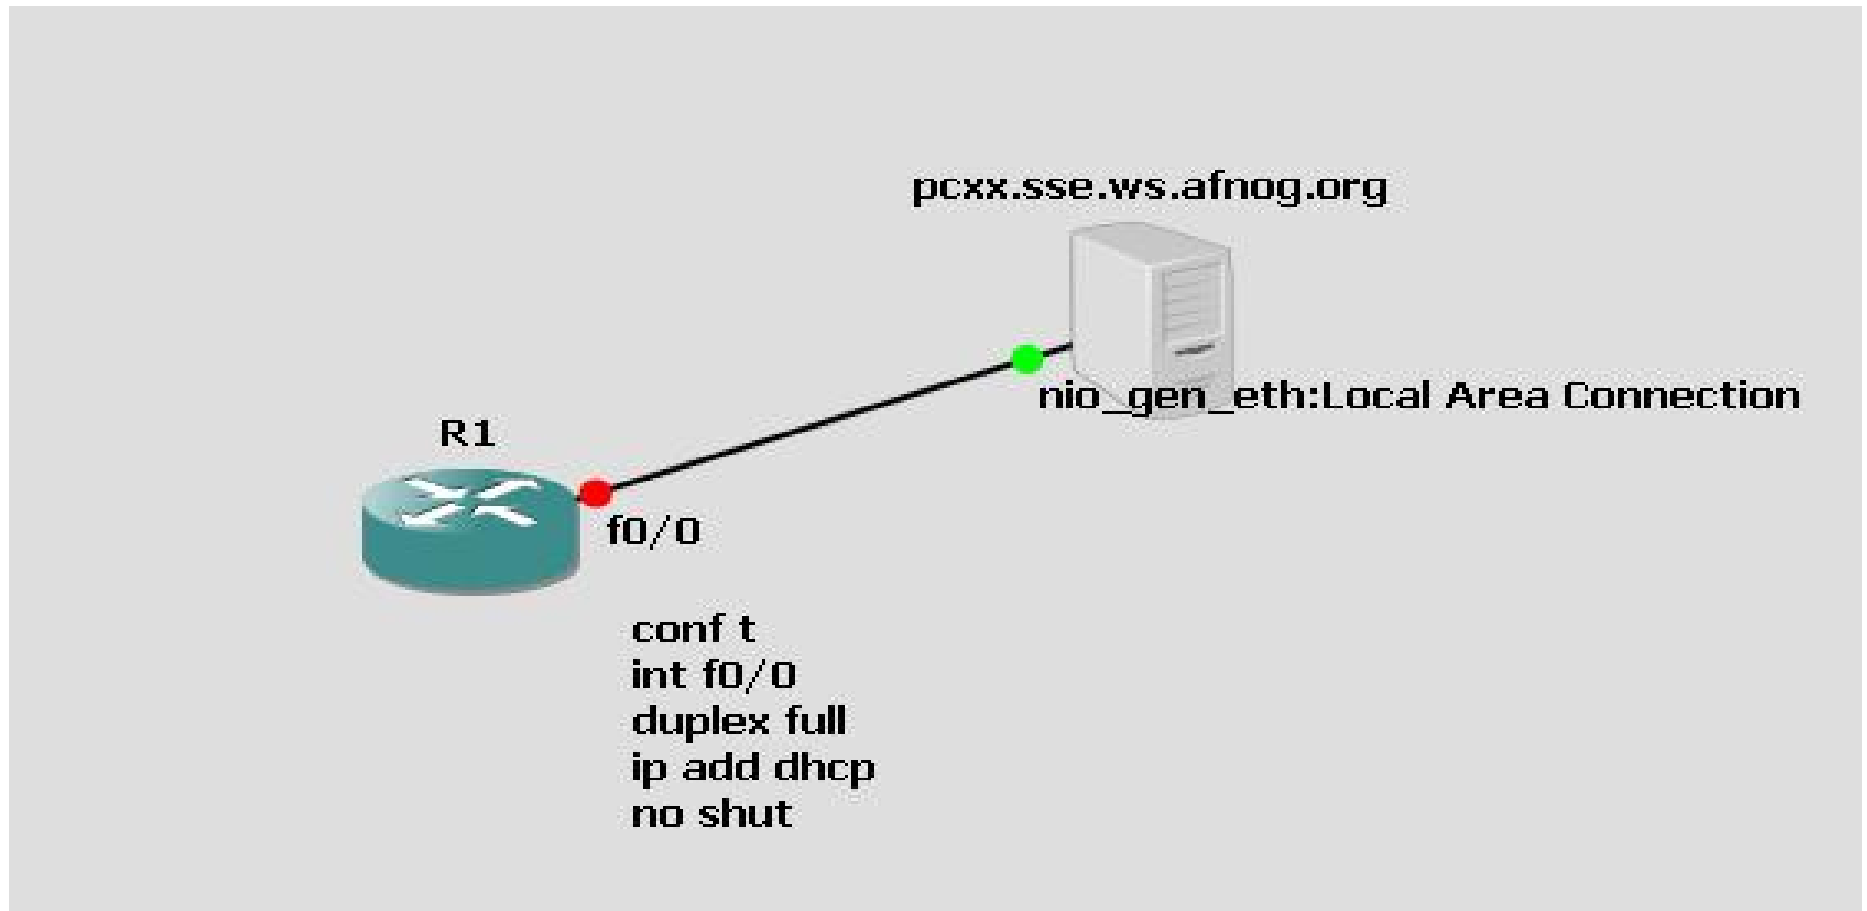 pcxx.sse.ws.afnog.org
nio_gen_eth:Local Area Connection
R1
f0/0
conf t
int f0/0
duplex full
ip add dhcp
no shut